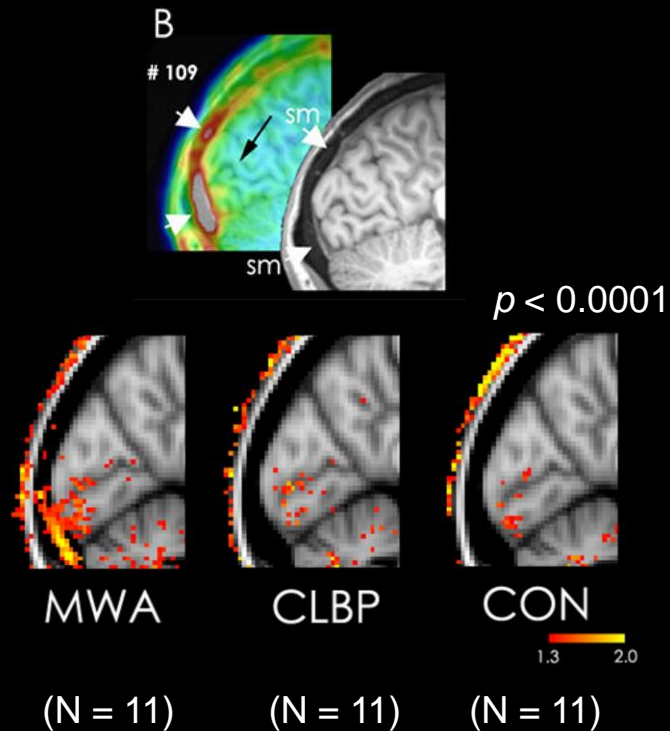 B
# 109
sm
sm
p < 0.0001
MWA CLBP CON
1.3 2.0
(N = 11) (N = 11) (N = 11)